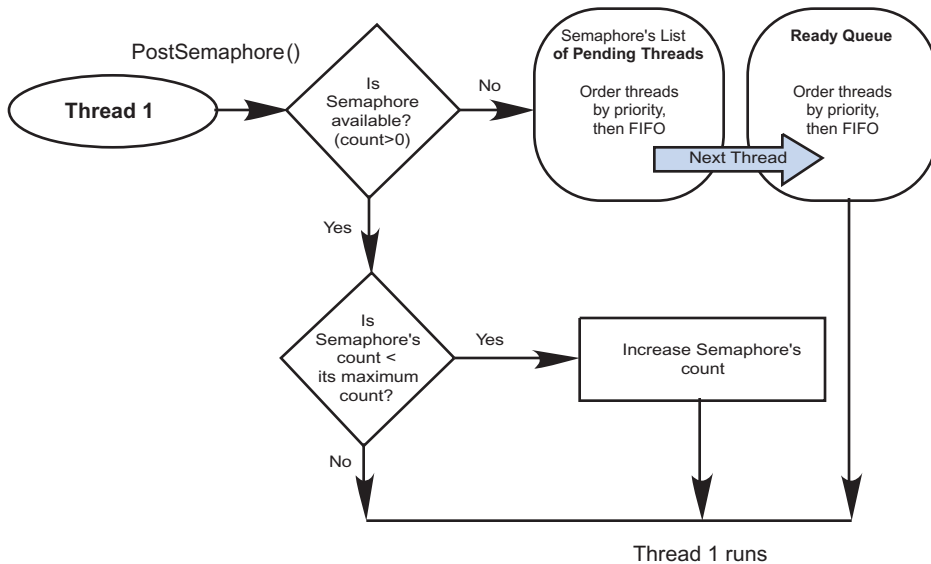 PostSemaphore()
Thread 1
Is
Semaphore
available?
(count>0)
No
Semaphore's List
of Pending Threads
Order threads
by priority,
then FIFO
Next Thread
Ready Queue
Order threads
by priority,
then FIFO
Yes
Is
Semaphore's
count <
its maximum
count?
Yes
Increase Semaphore's
count
No
Thread 1 runs